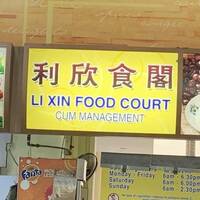 利欣食閣
LI XIN FOOD COURT
CUM MANAGEMENT
Monday - Friday
Saturday
Sunday